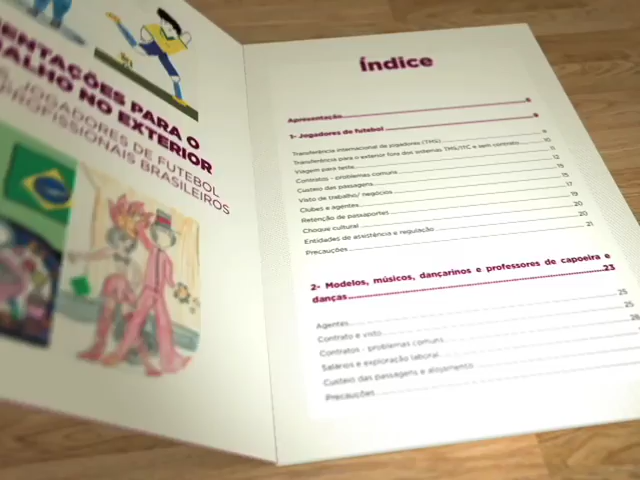 ENTAÇÕES PARA O
ALHO NO EXTERIOR
JOGADORES DE FUTEBOL
PROFISSIONAIS BRASILEIROS
Índice
Apresentação
1- Jogadores de futebol
Transferência internacional de jogadores (TMS)
Transferência para o exterior fora dos sistemas TMS/ITC e sem contrato
Viagem para teste
Contratos - problemas comuns
Custeio das passagens
Visto de trabalho/ negócios
Clubes e agentes
Retenção de passaportes
Choque cultural
Entidades de assistência e regulação
Precauções 21
2- Modelos, músicos, dançarinos e professores de capoeira e
danças 23
Agentes 25
Contrato e visto 25
Contratos - problemas comuns
Salários e exploração laboral
Custeio das passagens e alojamento
Precauções